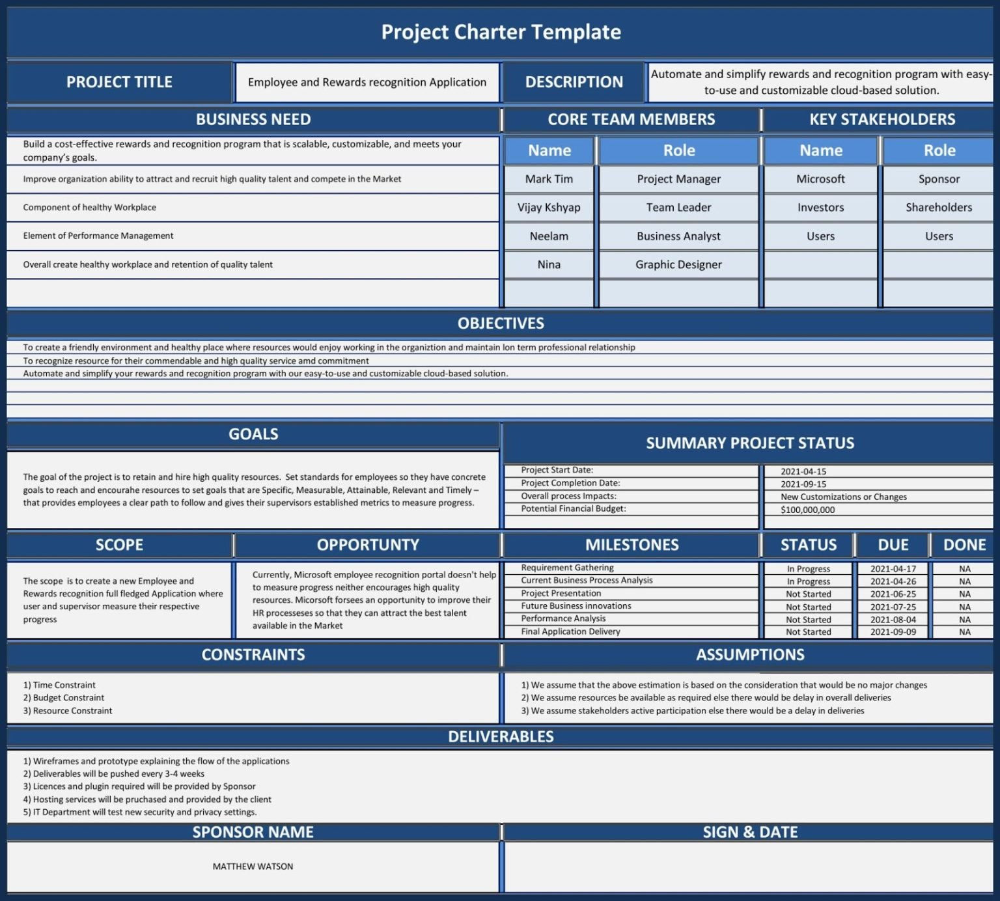 Project Charter Template
PROJECT TITLE
Employee and Rewards recognition Application
DESCRIPTION
Automate and simplify rewards and recognition program with easy-
to-use and customizable cloud-based solution.
BUSINESS NEED
Build a cost-effective rewards and recognition program that is scalable, customizable, and meets your
company’s goals.
Improve organization ability to attract and recruit high quality talent and compete in the Market
Component of healthy Workplace
Element of Performance Management
Overall create healthy workplace and retention of quality talent
CORE TEAM MEMBERS
Name Role
Mark Tim Project Manager
Vijay Kshyap Team Leader
Neelam Business Analyst
Nina Graphic Designer
KEY STAKEHOLDERS
Name Role
Microsoft Sponsor
Investors Shareholders
Users Users
OBJECTIVES
To create a friendly environment and healthy place where resources would enjoy working in the organiztion and maintain lon term professional relationship
To recognize resource for their commendable and high quality service amd commitment
Automate and simplify your rewards and recognition program with our easy-to-use and customizable cloud-based solution.
GOALS
The goal of the project is to retain and hire high quality resources.  Set standards for employees so they have concrete
goals to reach and encourahe resources to set goals that are Specific, Measurable, Attainable, Relevant and Timely –
that provides employees a clear path to follow and gives their supervisors established metrics to measure progress.
SUMMARY PROJECT STATUS
Project Start Date: 2021-04-15
Project Completion Date: 2021-09-15
Overall process Impacts: New Customizations or Changes
Potential Financial Budget: $100,000,000
SCOPE
The scope  is to create a new Employee and
Rewards recognition full fledged Application where
user and supervisor measure their respective
progress
OPPORTUNTY
Currently, Microsoft employee recognition portal doesn't help
to measure progress neither encourages high quality
resources. Micorsoft forsees an opportunity to improve their
HR processeses so that they can attract the best talent
available in the Market
MILESTONES STATUS DUE DONE
Requirement Gathering In Progress 2021-04-17 NA
Current Business Process Analysis In Progress 2021-04-26 NA
Project Presentation Not Started 2021-06-25 NA
Future Business innovations Not Started 2021-07-25 NA
Performance Analysis Not Started 2021-08-04 NA
Final Application Delivery Not Started 2021-09-09 NA
CONSTRAINTS
1) Time Constraint
2) Budget Constraint
3) Resource Constraint
ASSUMPTIONS
1) We assume that the above estimation is based on the consideration that would be no major changes
2) We assume resources be available as required else there would be delay in overall deliveries
3) We assume stakeholders active participation else there would be a delay in deliveries
DELIVERABLES
1) Wireframes and prototype explaining the flow of the applications
2) Deliverables will be pushed every 3-4 weeks
3) Licences and plugin required will be provided by Sponsor
4) Hosting services will be pruchased and provided by the client
5) IT Department will test new security and privacy settings.
SPONSOR NAME
MATTHEW WATSON
SIGN & DATE